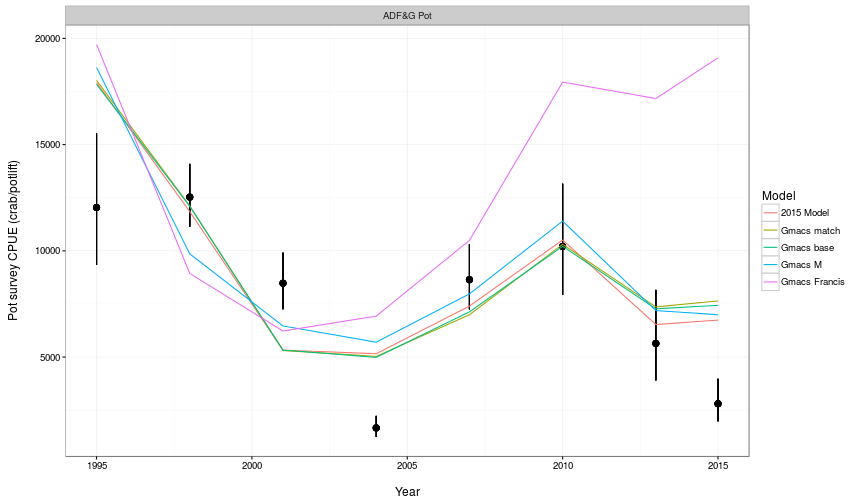 ADF&G Pot
20000
15000
10000
5000
Pot survey CPUE (crab/potlift)
1995
2000
2005
2010
2015
Year
Model
2015 Model
Gmacs match
Gmacs base
Gmacs M
Gmacs Francis